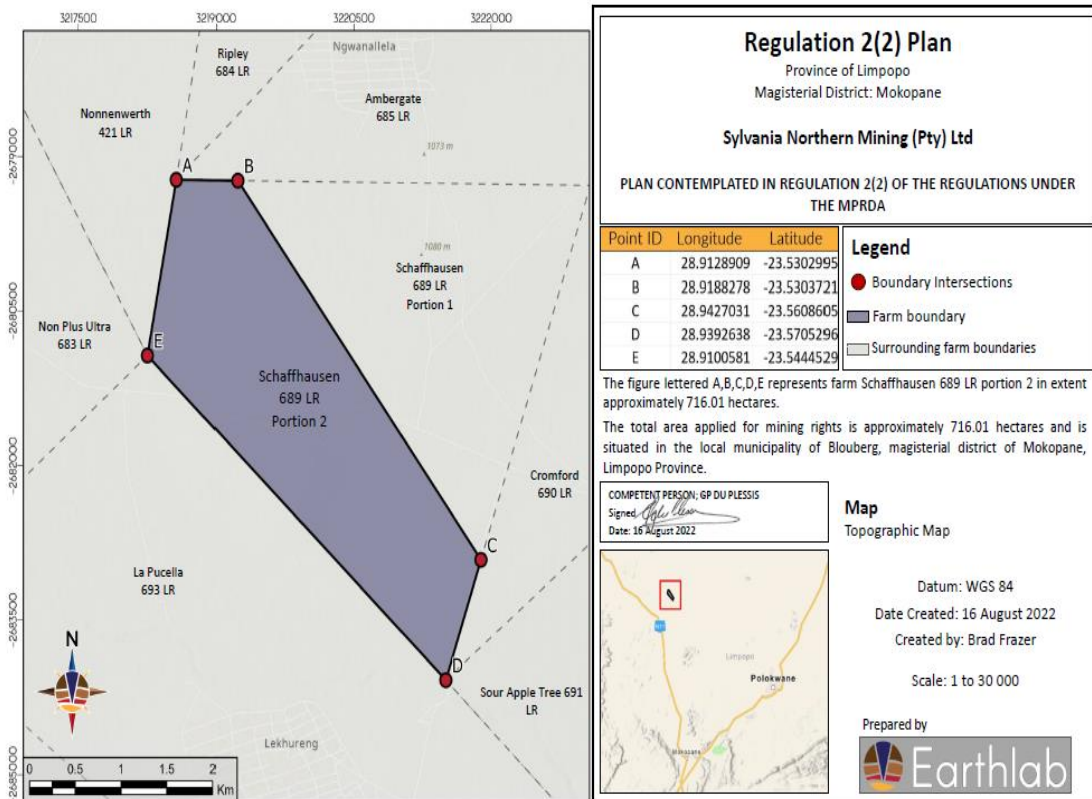 3217500 3219000 3220500 3222000
-2679000
-2680500
-2682000
-2683500
-2685000
Ngwanallela
Ripley
684 LR
Ambergate
685 LR
Nonnenwerth
421 LR
1073 m
A
B
1080 m
Schaffhausen
689 LR
Portion 1
Non Plus Ultra
683 LR
E
Schaffhausen
689 LR
Portion 2
Cromford
690 LR
C
La Pucella
693 LR
D
Sour Apple Tree 691
LR
N
Lekhureng
0 0.5 1 1.5 2
Km
Regulation 2(2) Plan
Province of Limpopo
Magisterial District: Mokopane
Sylvania Northern Mining (Pty) Ltd
PLAN CONTEMPLATED IN REGULATION 2(2) OF THE REGULATIONS UNDER
THE MPRDA
Point ID Longitude Latitude
A 28.9128909 -23.5302995
B 28.9188278 -23.5303721
C 28.9427031 -23.5608605
D 28.9392638 -23.5705296
E 28.9100581 -23.5444529
Legend
Boundary Intersections
Farm boundary
Surrounding farm boundaries
The figure lettered A,B,C,D,E represents farm Schaffhausen 689 LR portion 2 in extent
approximately 716.01 hectares.
The total area applied for mining rights is approximately 716.01 hectares and is
situated in the local municipality of Blouberg, magisterial district of Mokopane,
Limpopo Province.
COMPETENT PERSON; GP DU PLESSIS
Signed
Date: 16 August 2022
Map
Topographic Map
Limpopo
Polokwane
Mokopane
Datum: WGS 84
Date Created: 16 August 2022
Created by: Brad Frazer
Scale: 1 to 30 000
Prepared by
Earthlab